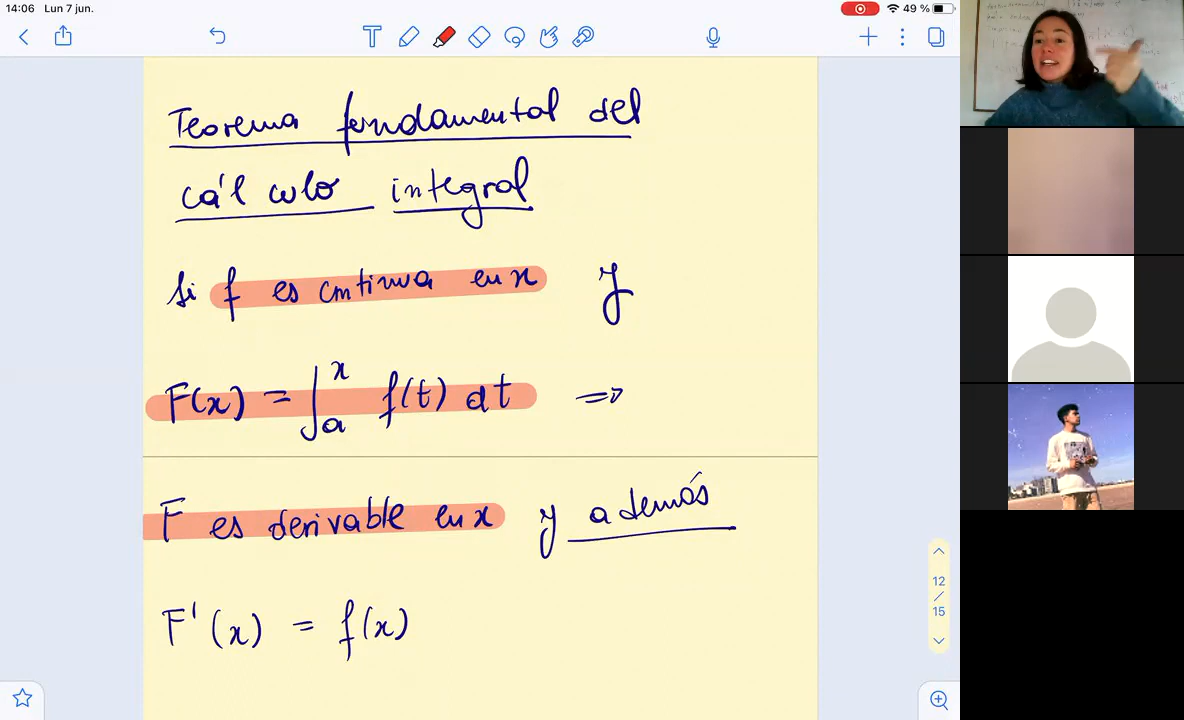 14:06 Lun 7 jun.
49 %
Teorema fundamental del
cálculo integral
Si f es continua en x y
F(x) = ∫ₐˣ f(t) dt ⇒
F es derivable en x y además
F'(x) = f(x)
12
/
15